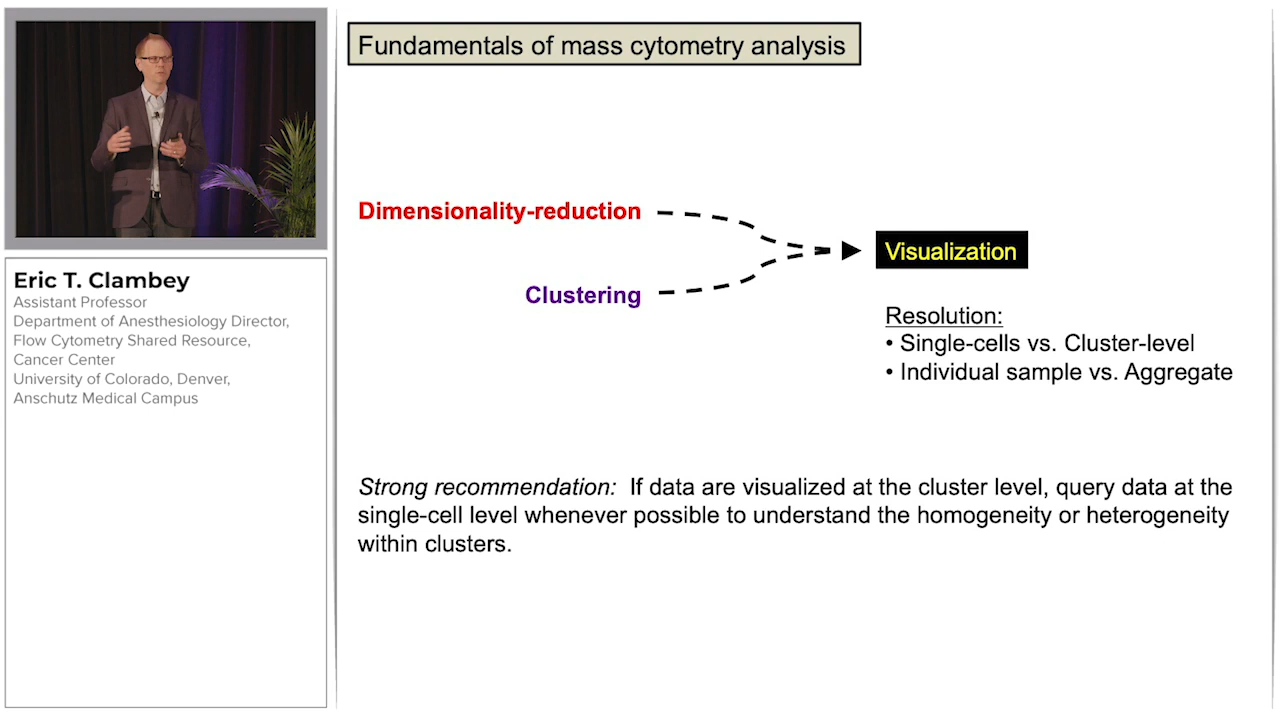 Fundamentals of mass cytometry analysis
Dimensionality-reduction
Clustering
Visualization
Resolution:
• Single-cells vs. Cluster-level
• Individual sample vs. Aggregate
Strong recommendation: If data are visualized at the cluster level, query data at the
single-cell level whenever possible to understand the homogeneity or heterogeneity
within clusters.
Eric T. Clambey
Assistant Professor
Department of Anesthesiology Director,
Flow Cytometry Shared Resource,
Cancer Center
University of Colorado, Denver,
Anschutz Medical Campus